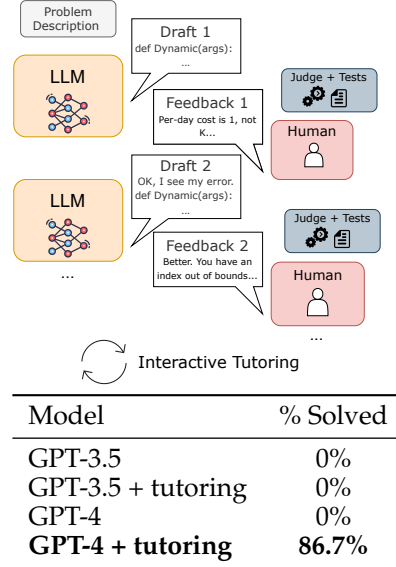 Problem
Description
Draft 1
def Dynamic(args):
...
LLM
Judge + Tests
Feedback 1
Per-day cost is 1, not
K...
Human
Draft 2
OK, I see my error.
def Dynamic(args):
...
LLM
Judge + Tests
Feedback 2
Better. You have an
index out of bounds...
Human
...
...
Interactive Tutoring
Model % Solved
GPT-3.5 0%
GPT-3.5 + tutoring 0%
GPT-4 0%
GPT-4 + tutoring 86.7%